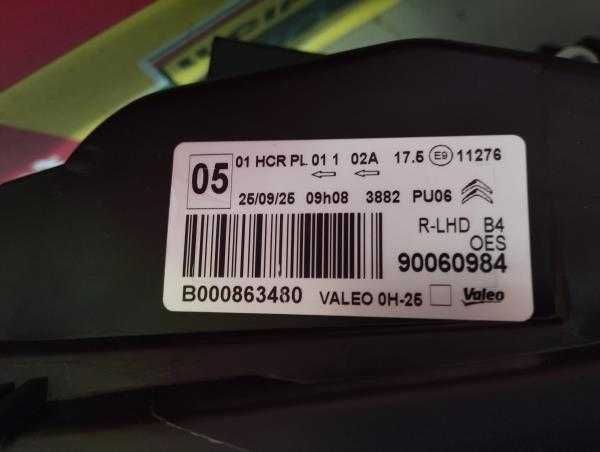 05
01 HCR PL 01 1 02A 17.5 E9 11276
25/09/25 09h08 3882 PU06
R-LHD B4
OES
90060984
B000863480 VALEO 0H-25 Valeo